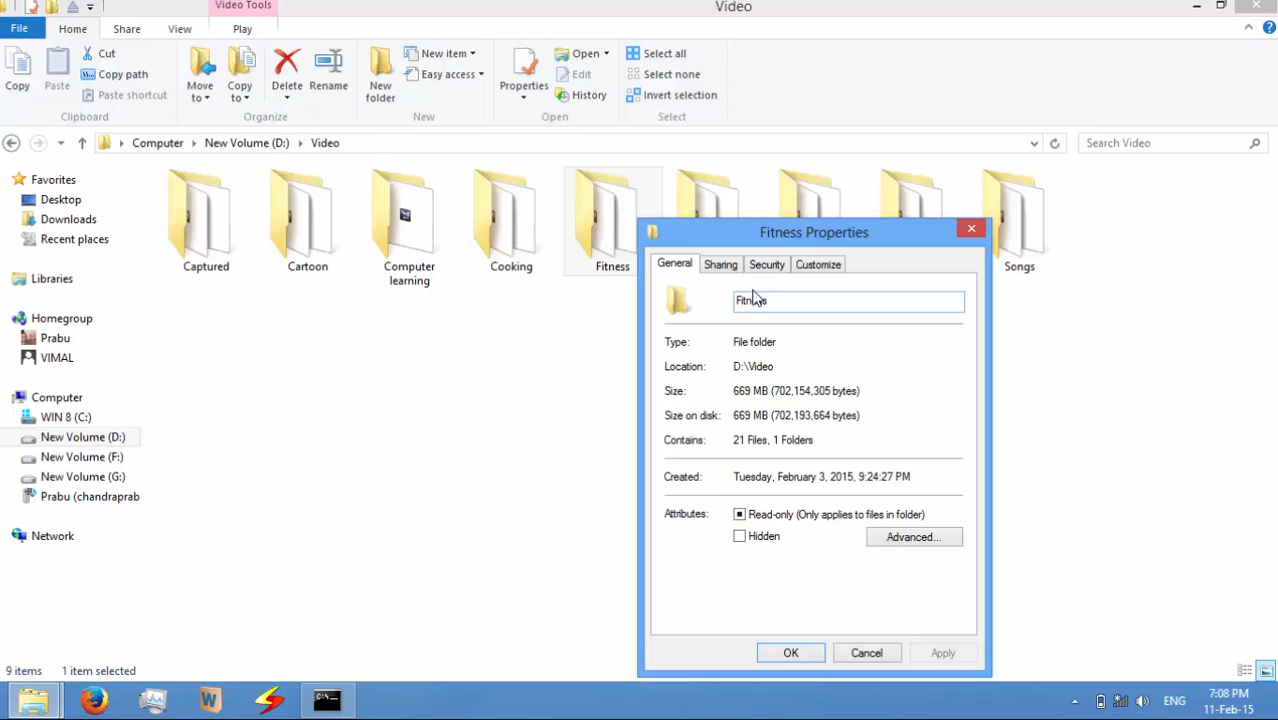 Video Tools
Video
File
Home
Share
View
Play
Copy
Paste
Cut
Copy path
Paste shortcut
Clipboard
Move to
Copy to
Delete
Rename
Organize
New folder
New item
Easy access
New
Properties
Open
Edit
History
Open
Select all
Select none
Invert selection
Select
Computer
New Volume (D:)
Video
Search Video
Favorites
Desktop
Downloads
Recent places
Libraries
Homegroup
Prabu
VIMAL
Computer
WIN 8 (C:)
New Volume (D:)
New Volume (F:)
New Volume (G:)
Prabu (chandraprab
Network
Captured
Cartoon
Computer learning
Cooking
Fitness
Songs
Fitness Properties
General
Sharing
Security
Customize
Fitness
Type: File folder
Location: D:\Video
Size: 669 MB (702,154,305 bytes)
Size on disk: 669 MB (702,193,664 bytes)
Contains: 21 Files, 1 Folders
Created: Tuesday, February 3, 2015, 9:24:27 PM
Attributes: Read-only (Only applies to files in folder)
Hidden
Advanced...
OK
Cancel
Apply
9 items
1 item selected
ENG
7:08 PM
11-Feb-15